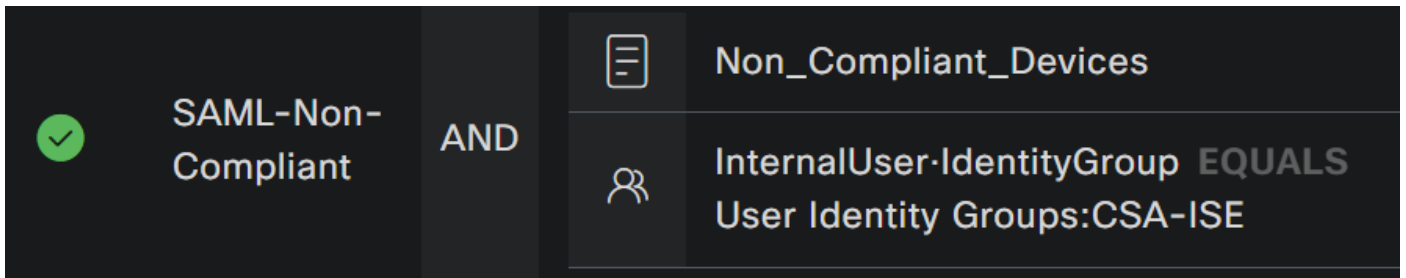 SAML-Non-
Compliant
AND
Non_Compliant_Devices
InternalUser·IdentityGroup EQUALS
User Identity Groups:CSA-ISE